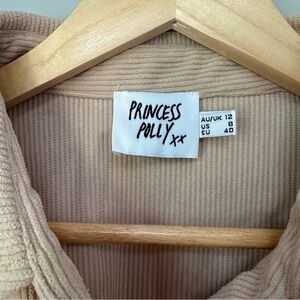 PRINCESS
POLLY xx
AU/UK 12
US 8
EU 40